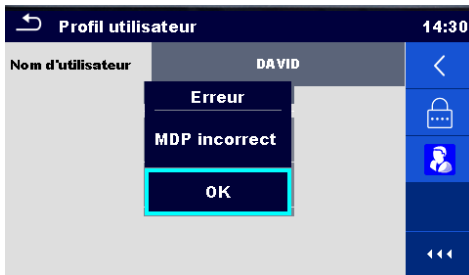 Profil utilisateur
14:30
Nom d'utilisateur
DAVID
Erreur
MDP incorrect
OK